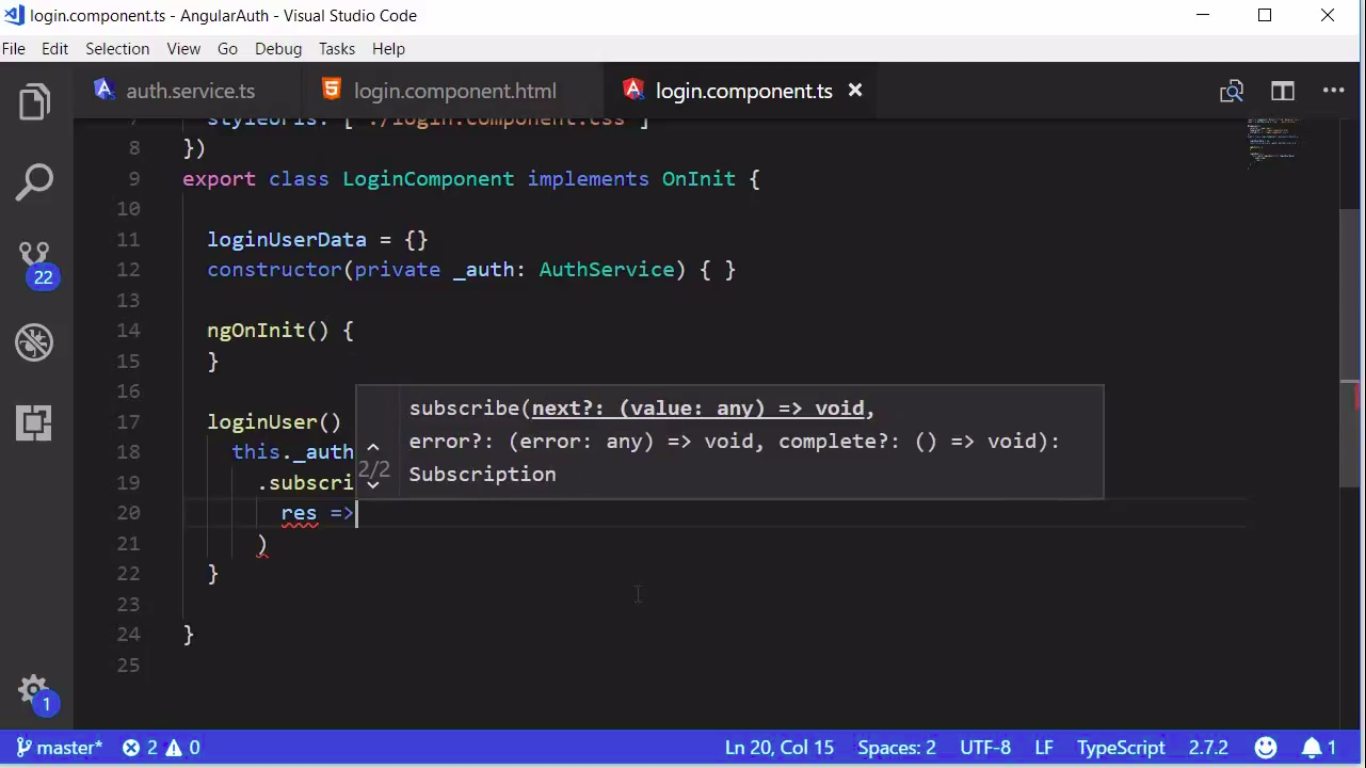 login.component.ts - AngularAuth - Visual Studio Code
File Edit Selection View Go Debug Tasks Help
auth.service.ts login.component.html login.component.ts
7 styleUrls: ['./login.component.css']
8 })
9 export class LoginComponent implements OnInit {
10
11 loginUserData = {}
12 constructor(private _auth: AuthService) { }
13
14 ngOnInit() {
15 }
16
17 loginUser()
18 this._auth
19 .subscri
subscribe(next?: (value: any) => void,
error?: (error: any) => void, complete?: () => void):
2/2 Subscription
20 res =>
21 )
22 }
23
24 }
25
22
1
master* 2 0 Ln 20, Col 15 Spaces: 2 UTF-8 LF TypeScript 2.7.2 1